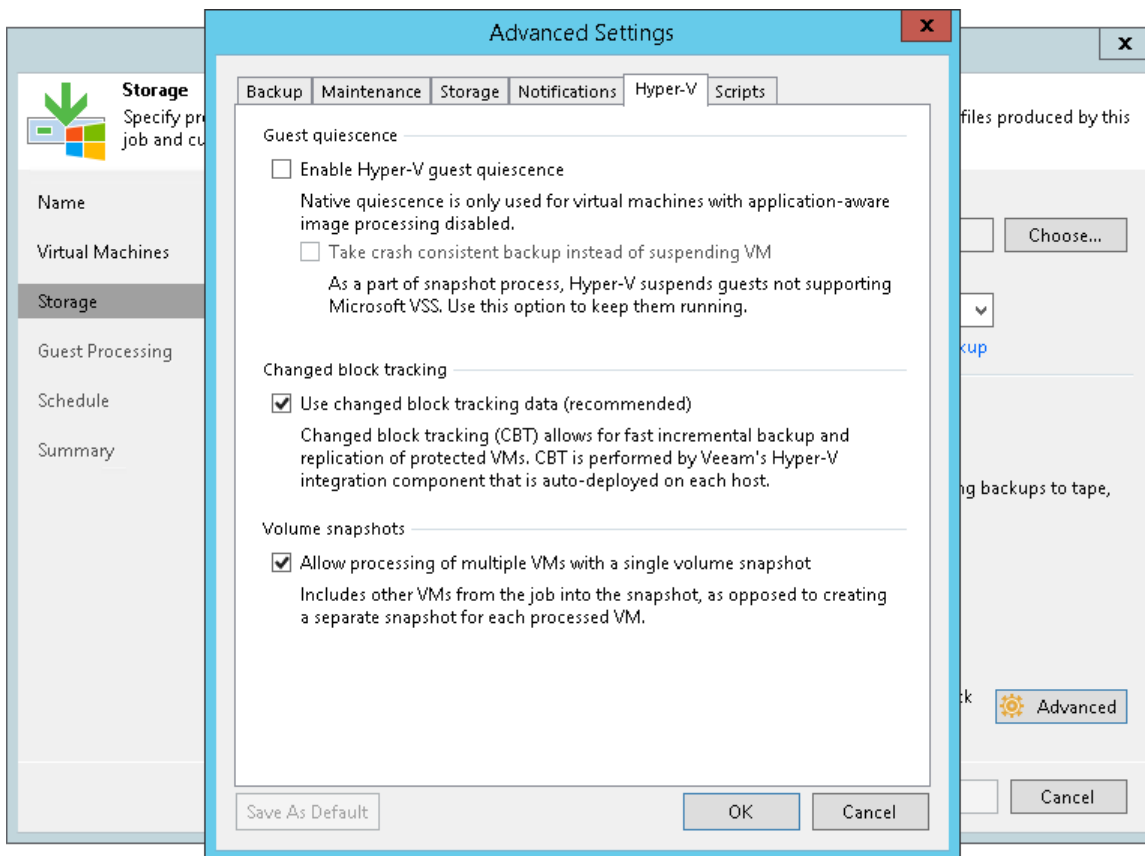 Advanced Settings
x
x
Storage
Specify pr
job and cu
files produced by this
Name
Virtual Machines
Storage
Guest Processing
Schedule
Summary
Backup Maintenance Storage Notifications Hyper-V Scripts
Guest quiescence
Enable Hyper-V guest quiescence
Native quiescence is only used for virtual machines with application-aware
image processing disabled.
Take crash consistent backup instead of suspending VM
As a part of snapshot process, Hyper-V suspends guests not supporting
Microsoft VSS. Use this option to keep them running.
Changed block tracking
Use changed block tracking data (recommended)
Changed block tracking (CBT) allows for fast incremental backup and
replication of protected VMs. CBT is performed by Veeam's Hyper-V
integration component that is auto-deployed on each host.
Volume snapshots
Allow processing of multiple VMs with a single volume snapshot
Includes other VMs from the job into the snapshot, as opposed to creating
a separate snapshot for each processed VM.
Save As Default
OK
Cancel
Choose...
kup
ng backups to tape,
ck
Advanced
Cancel